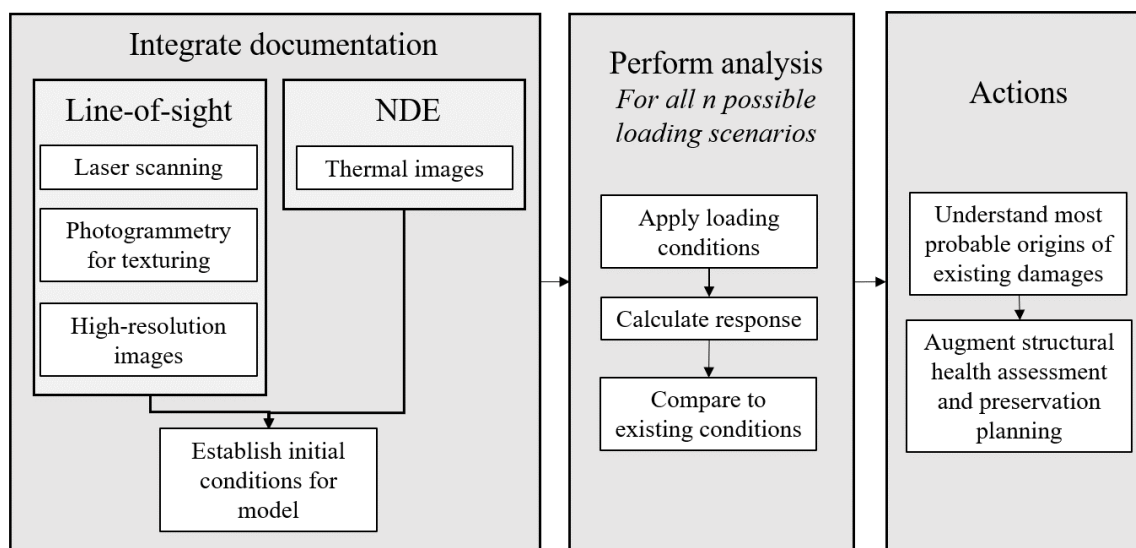 Integrate documentation
Line-of-sight
Laser scanning
Photogrammetry
for texturing
High-resolution
images
NDE
Thermal images
Establish initial
conditions for
model
Perform analysis
For all n possible
loading scenarios
Apply loading
conditions
Calculate response
Compare to
existing conditions
Actions
Understand most
probable origins of
existing damages
Augment structural
health assessment
and preservation
planning